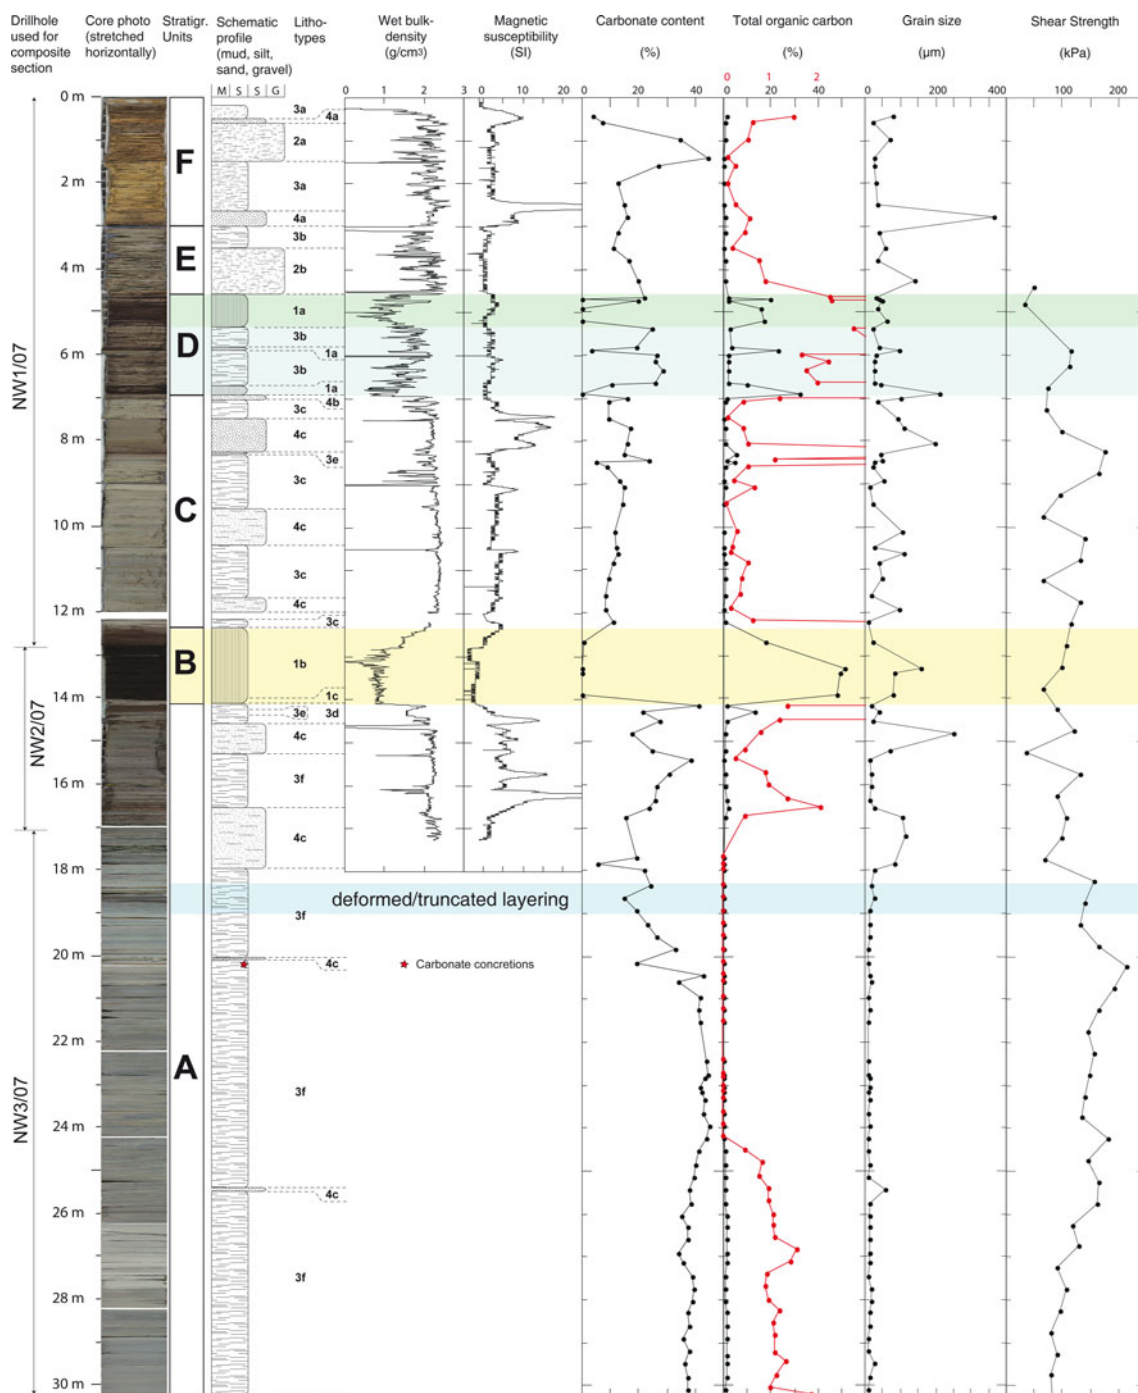 Drillhole
used for
composite
section
Core photo
(stretched
horizontally)
Stratigr.
Units
Schematic
profile
(mud, silt,
sand, gravel)
M S S G
Litho-
types
Wet bulk-
density
(g/cm³)
0 1 2 3
Magnetic
susceptibility
(SI)
0 10 20
Carbonate content
(%)
0 20 40
Total organic carbon
(%)
0 1 2
0 20 40
Grain size
(µm)
0 200 400
Shear Strength
(kPa)
0 100 200
0 m
2 m
4 m
6 m
8 m
10 m
12 m
14 m
16 m
18 m
20 m
22 m
24 m
26 m
28 m
30 m
NW1/07
NW2/07
NW3/07
F
E
D
C
B
A
3a
4a
2a
3a
4a
3b
2b
1a
3b
1a
3b
1a
4b
3c
4c
3e
3c
4c
3c
4c
3c
1b
1c
3e 3d
4c
3f
4c
deformed/truncated layering
3f
4c
Carbonate concretions
3f
4c
3f